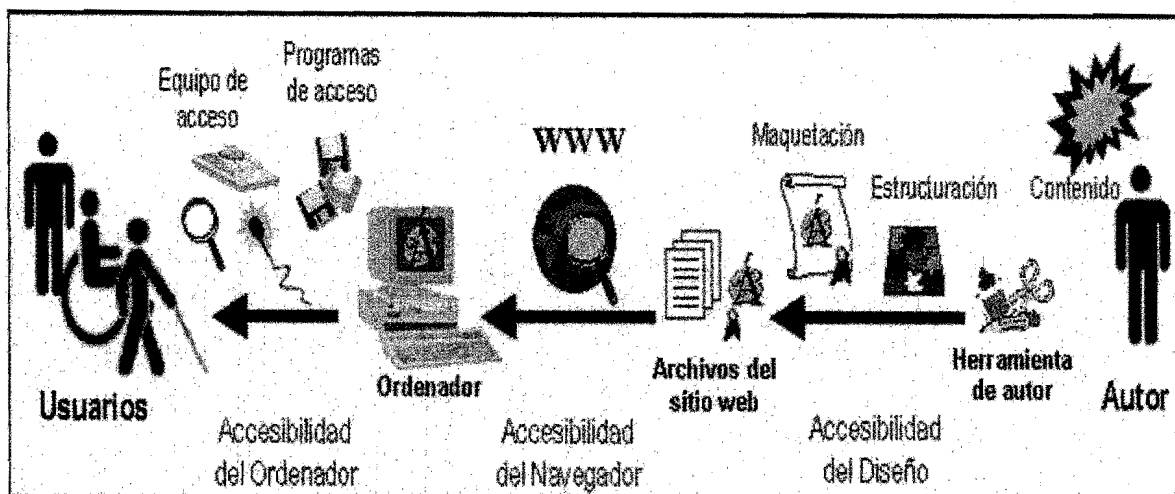 Equipo de
acceso
Programas
de acceso
WWW
Maquetación
Estructuración
Contenido
Usuarios
Ordenador
Archivos del
sitio web
Herramienta
de autor
Autor
Accesibilidad
del Ordenador
Accesibilidad
del Navegador
Accesibilidad
del Diseño